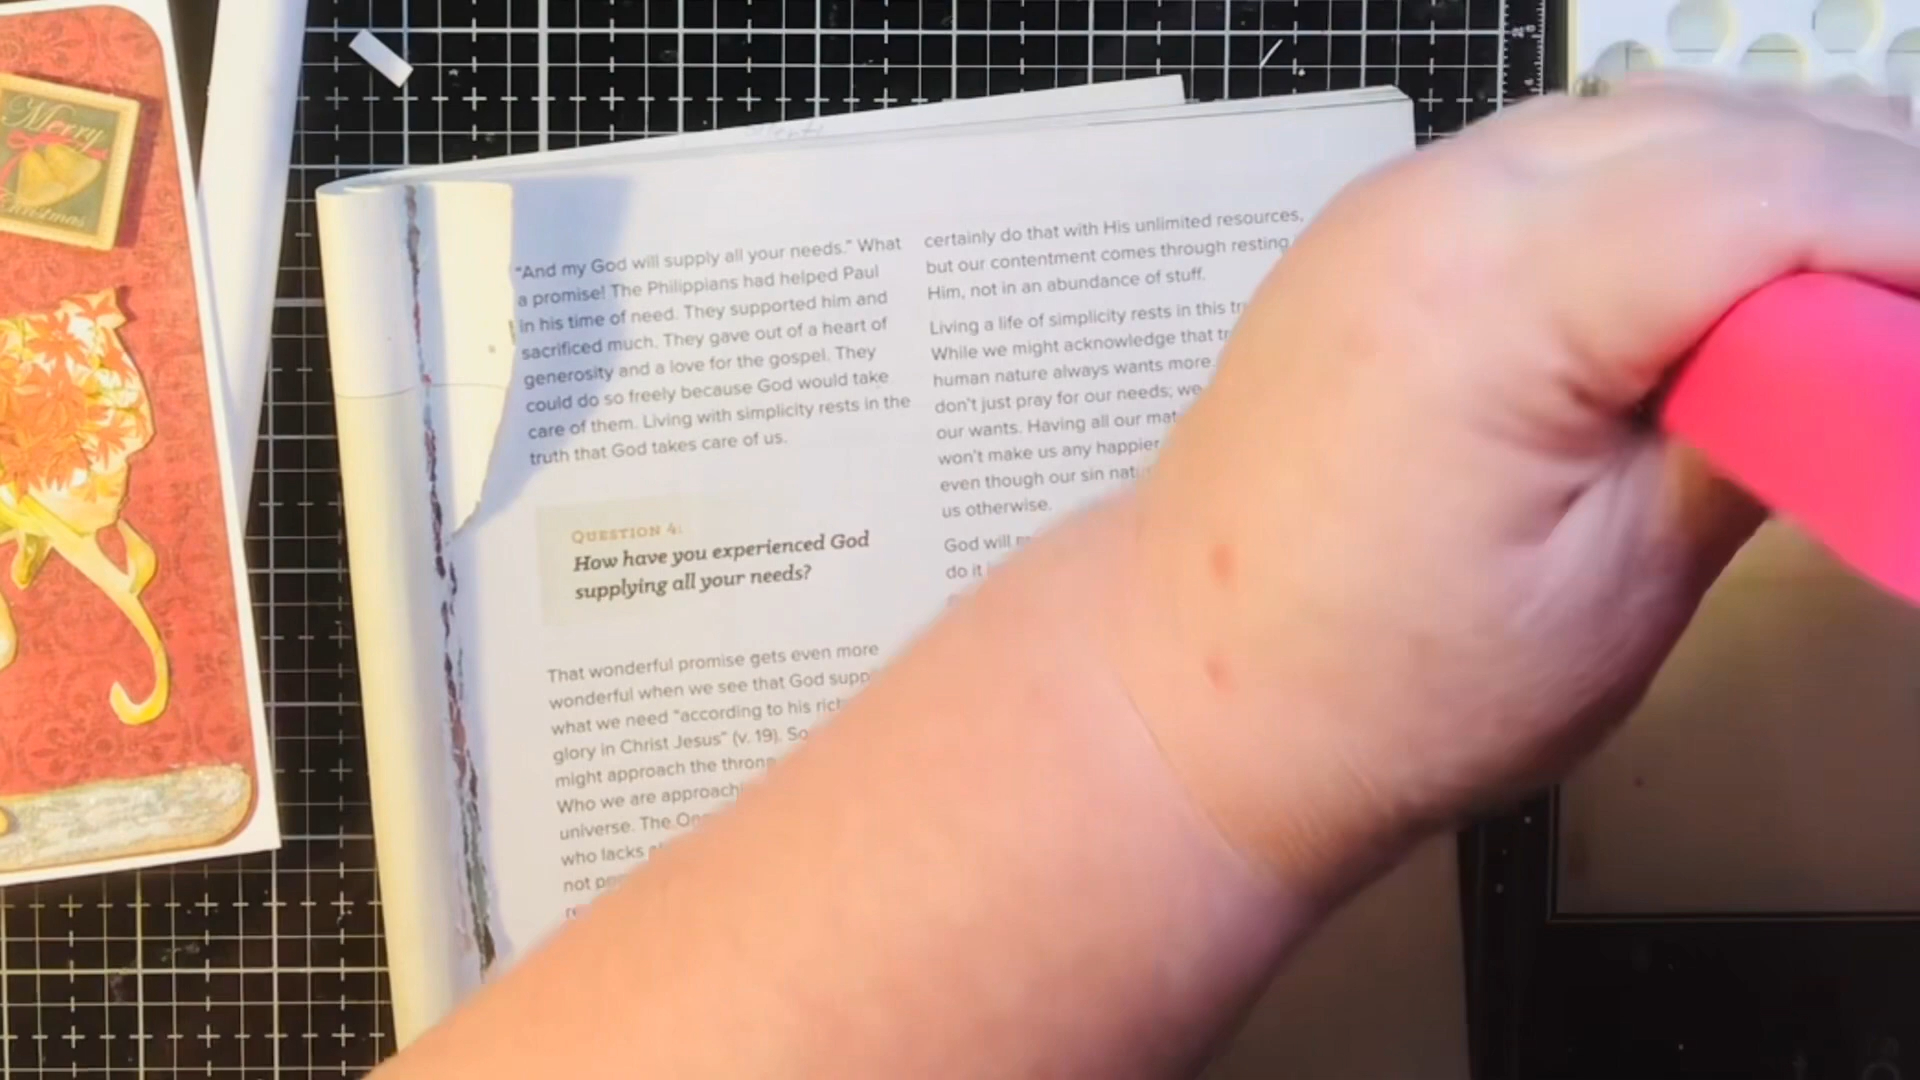 Merry
Christmas
"And my God will supply all your needs." What
a promise! The Philippians had helped Paul
in his time of need. They supported him and
sacrificed much. They gave out of a heart of
generosity and a love for the gospel. They
could do so freely because God would take
care of them. Living with simplicity rests in the
truth that God takes care of us.
QUESTION 4:
How have you experienced God
supplying all your needs?
That wonderful promise gets even more
wonderful when we see that God
what we need "according to his
glory in Christ Jesus" (v. 19). So
might approach the
Who we are
universe. The
who lacks
not
certainly do that with His unlimited resources,
but our contentment comes through resting
Him, not in an abundance of stuff.
Living a life of simplicity rests in this
While we might acknowledge that
human nature always wants more.
don't just pray for our needs; we
our wants. Having all our
won't make us any happier
even though our sin
us otherwise.
God will
do it